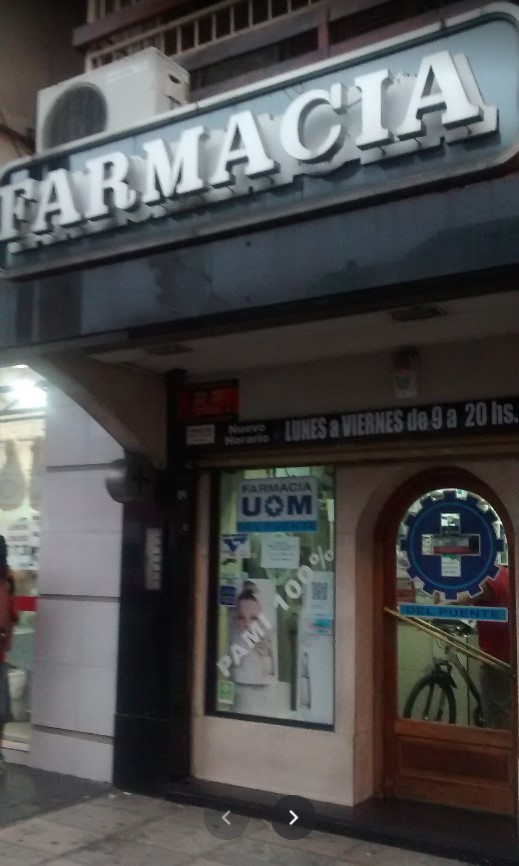 FARMACIA
Nuevo
Horario
LUNES a VIERNES de 9 a 20 hs.
FARMACIA
UOM
DEL PUENTE
PAMI 100%
DEL PUENTE